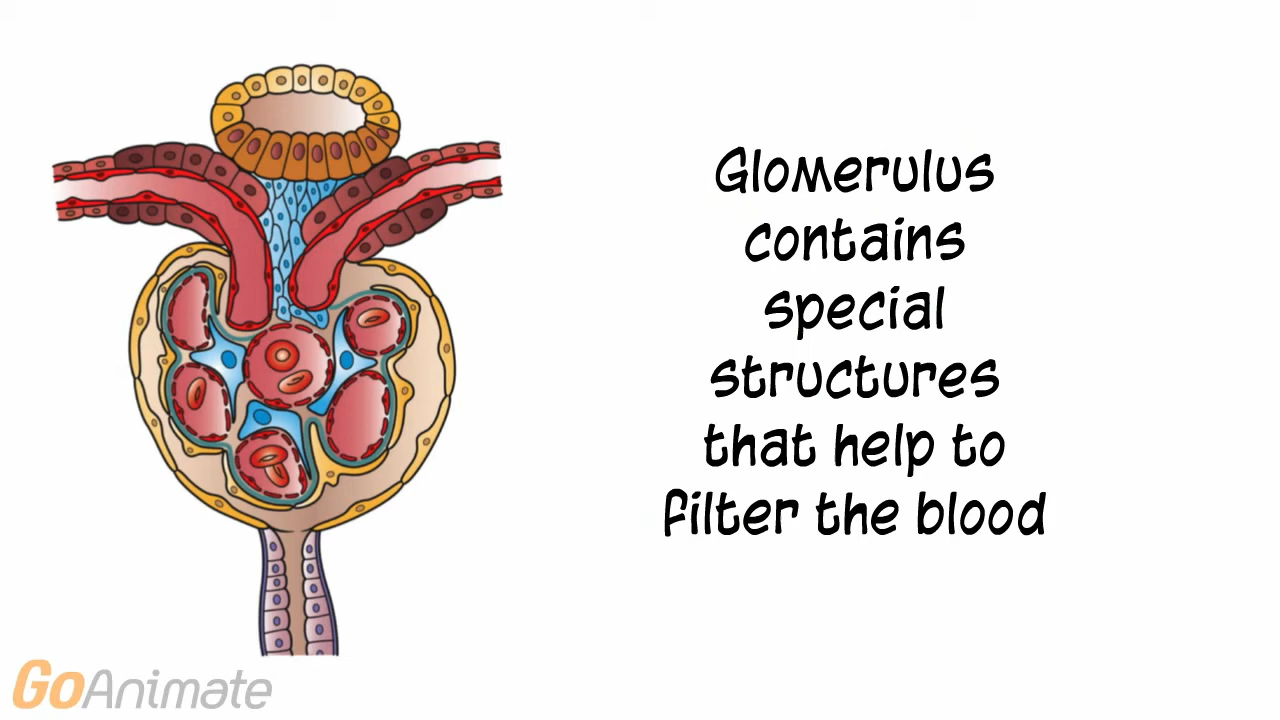 Glomerulus
contains
special
structures
that help to
filter the blood
GoAnimate